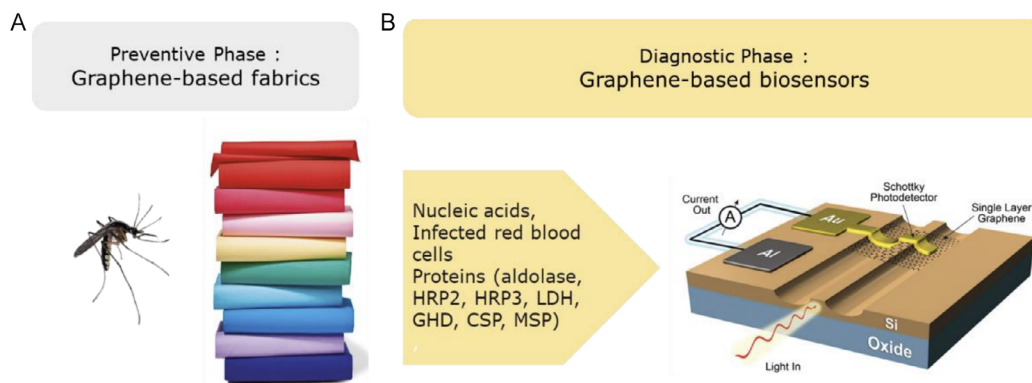 A
Preventive Phase :
Graphene-based fabrics
B
Diagnostic Phase :
Graphene-based biosensors
Nucleic acids,
Infected red blood
cells
Proteins (aldolase,
HRP2, HRP3, LDH,
GHD, CSP, MSP)
,
Current
Out
A
Au
Al
Schottky
Photodetector
Single Layer
Graphene
Si
Oxide
Light In